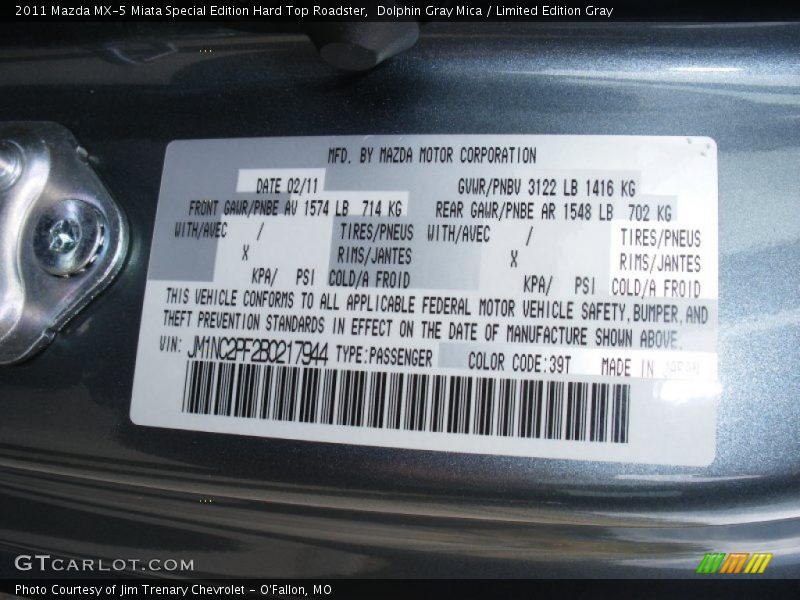 2011 Mazda MX-5 Miata Special Edition Hard Top Roadster, Dolphin Gray Mica / Limited Edition Gray
MFD. BY MAZDA MOTOR CORPORATION
DATE 02/11 GVWR/PNBV 3122 LB 1416 KG
FRONT GAWR/PNBE AV 1574 LB 714 KG REAR GAWR/PNBE AR 1548 LB 702 KG
WITH/AVEC / TIRES/PNEUS WITH/AVEC / TIRES/PNEUS
X RIMS/JANTES X RIMS/JANTES
KPA/ PSI COLD/A FROID KPA/ PSI COLD/A FROID
THIS VEHICLE CONFORMS TO ALL APPLICABLE FEDERAL MOTOR VEHICLE SAFETY, BUMPER, AND
THEFT PREVENTION STANDARDS IN EFFECT ON THE DATE OF MANUFACTURE SHOWN ABOVE.
VIN: JM1NC2PF2B0217944 TYPE:PASSENGER COLOR CODE:39T MADE IN JAPAN
GTCARLOT.COM
Photo Courtesy of Jim Trenary Chevrolet - O'Fallon, MO